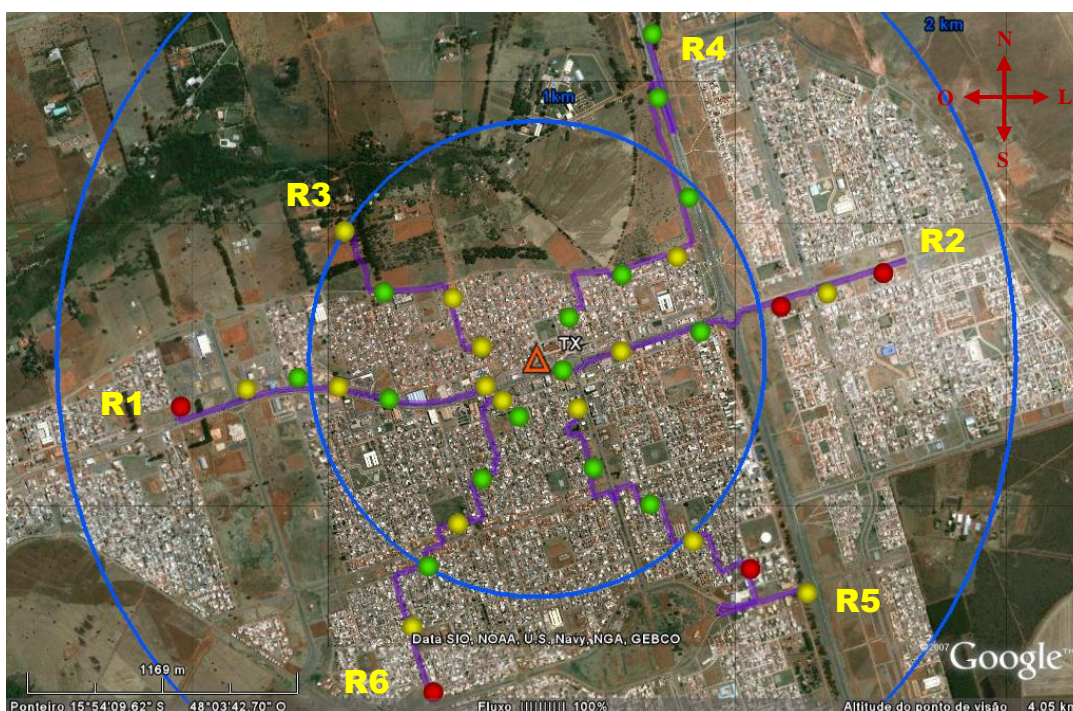 2 km
R4
N
1km
O L
S
R3
R2
TX
R1
R5
Data SIO, NOAA, U.S. Navy, NGA, GEBCO
©2007 Google™
1169 m
R6
Ponteiro 15°54'09.62" S 48°03'42.70" O Fluxo ||||||||| 100% Altitude do ponto de visão 4.05 km